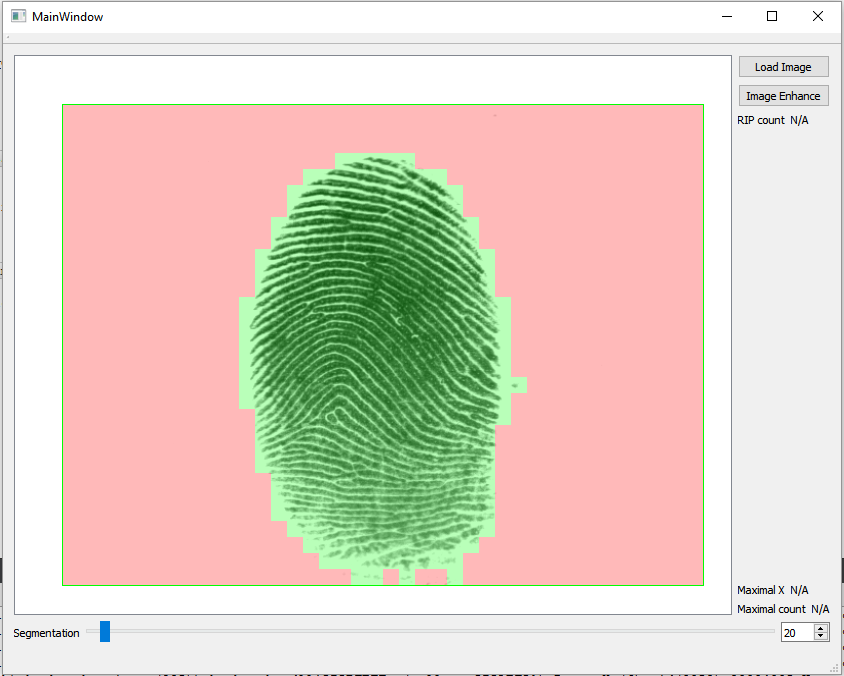 MainWindow
Load Image
Image Enhance
RIP count N/A
Maximal X N/A
Maximal count N/A
Segmentation
20